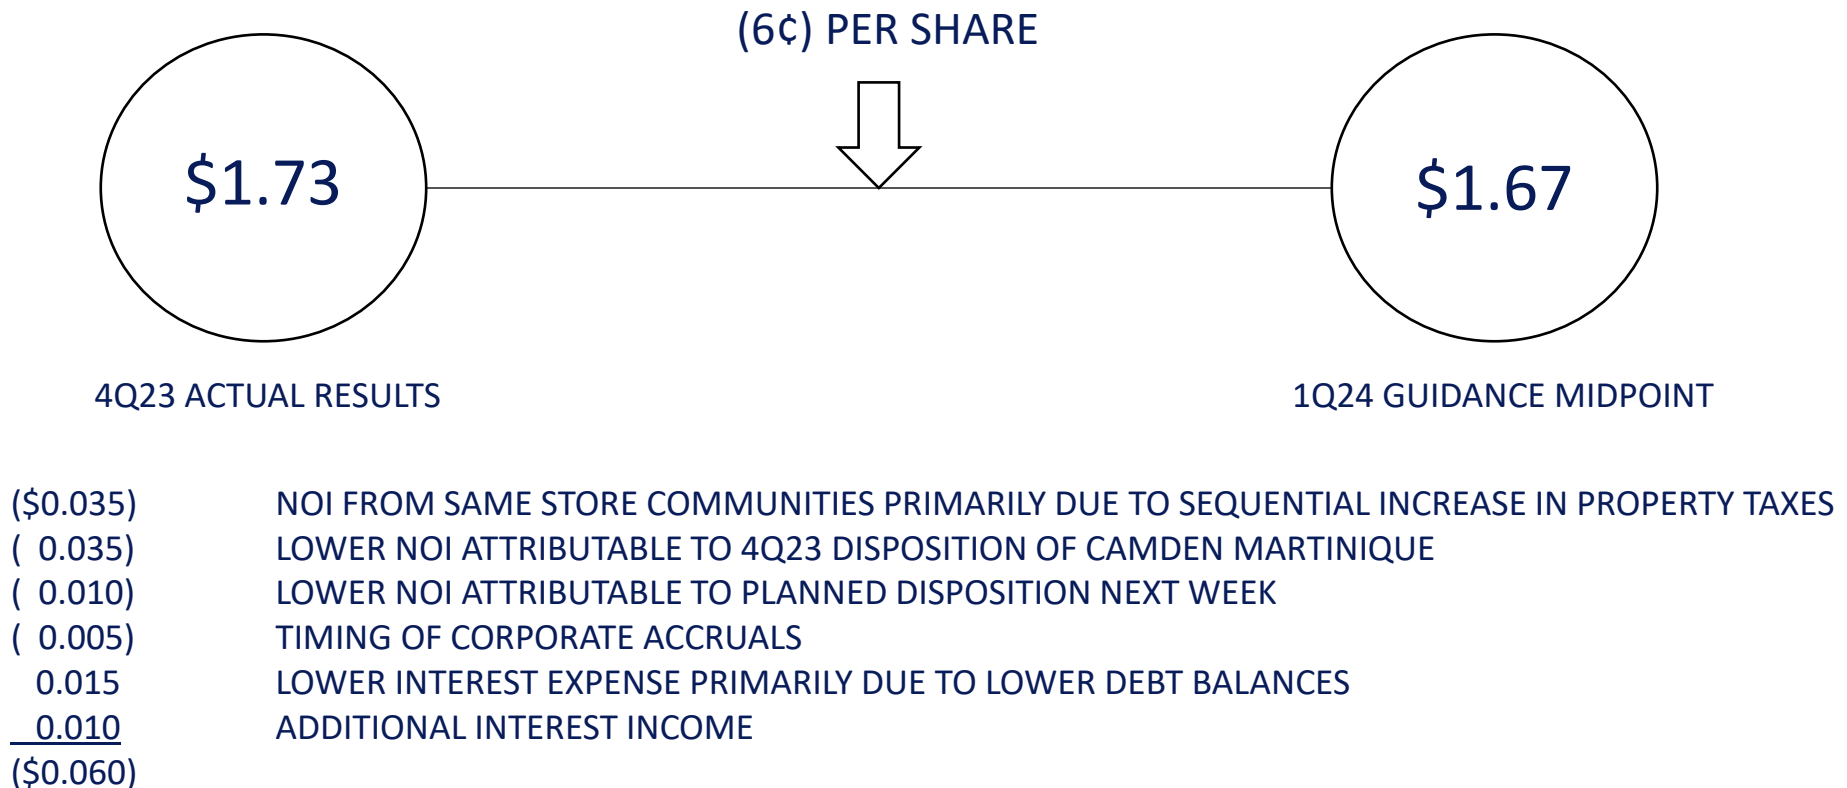 (6¢) PER SHARE
$1.73
$1.67
4Q23 ACTUAL RESULTS
1Q24 GUIDANCE MIDPOINT
($0.035) NOI FROM SAME STORE COMMUNITIES PRIMARILY DUE TO SEQUENTIAL INCREASE IN PROPERTY TAXES
( 0.035) LOWER NOI ATTRIBUTABLE TO 4Q23 DISPOSITION OF CAMDEN MARTINIQUE
( 0.010) LOWER NOI ATTRIBUTABLE TO PLANNED DISPOSITION NEXT WEEK
( 0.005) TIMING OF CORPORATE ACCRUALS
0.015 LOWER INTEREST EXPENSE PRIMARILY DUE TO LOWER DEBT BALANCES
0.010 ADDITIONAL INTEREST INCOME
($0.060)